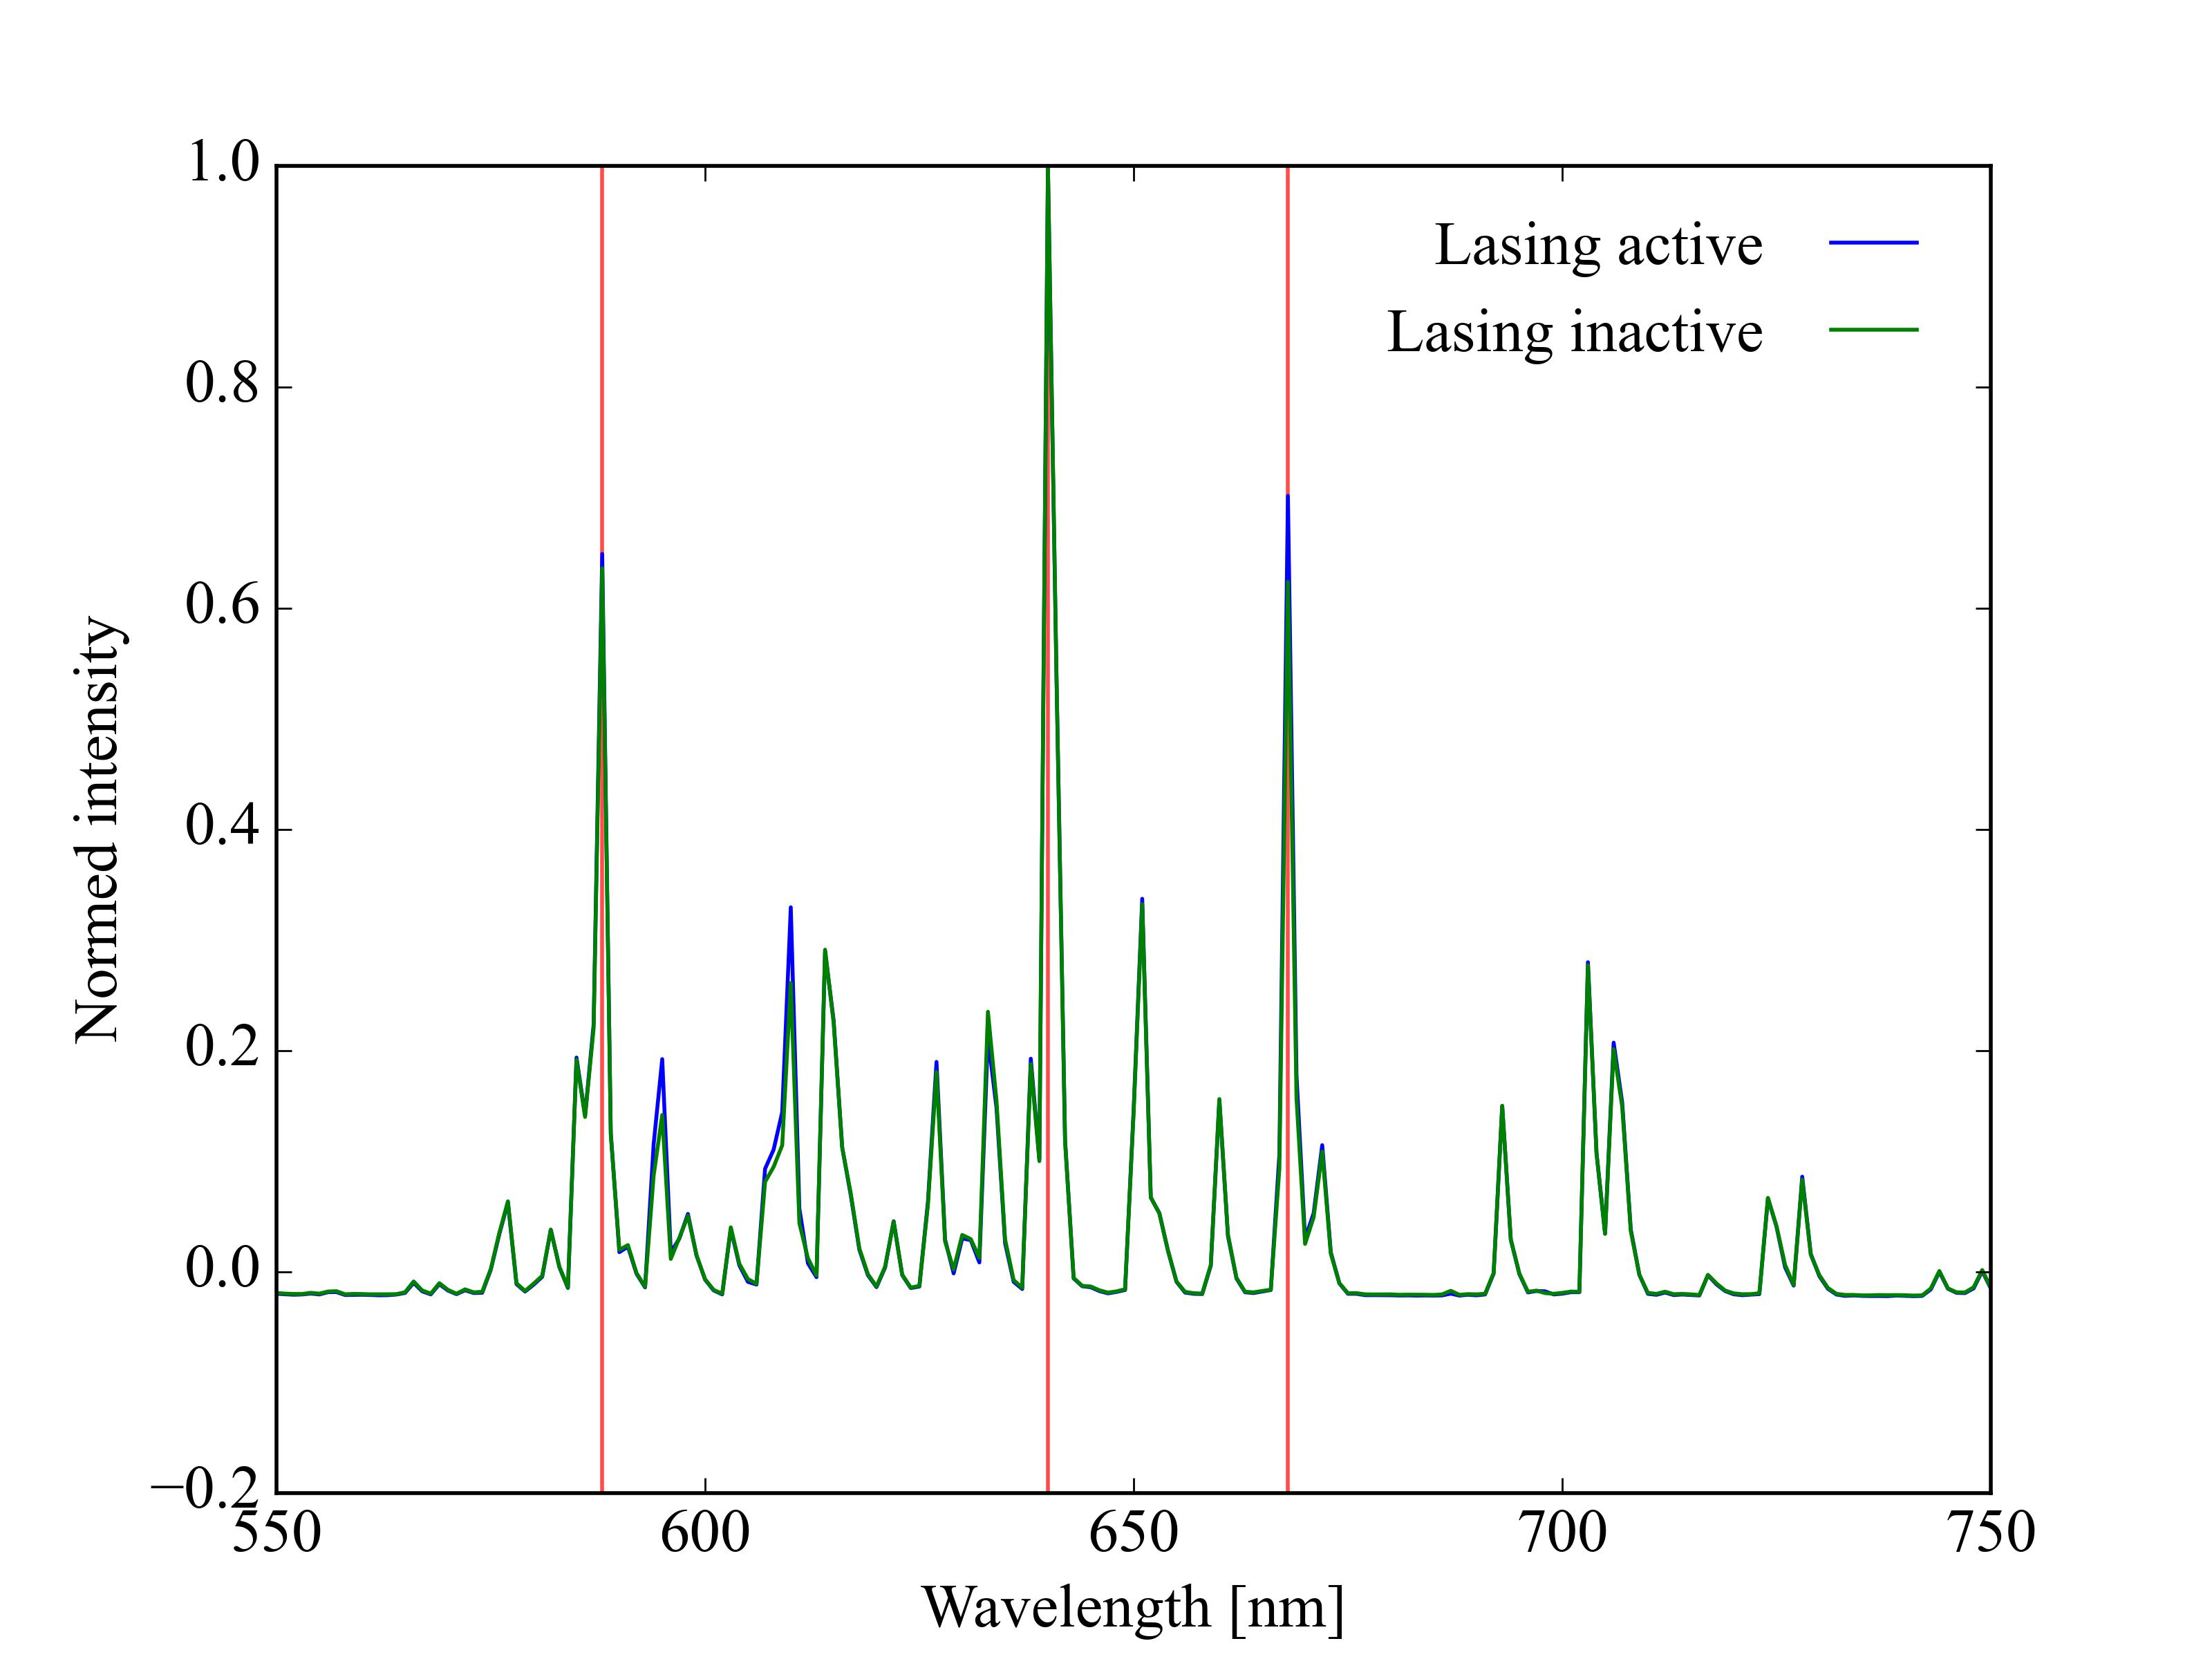 1.0
0.8
0.6
0.4
0.2
0.0
−0.2
Normed intensity
Lasing active
Lasing inactive
550 600 650 700 750
Wavelength [nm]